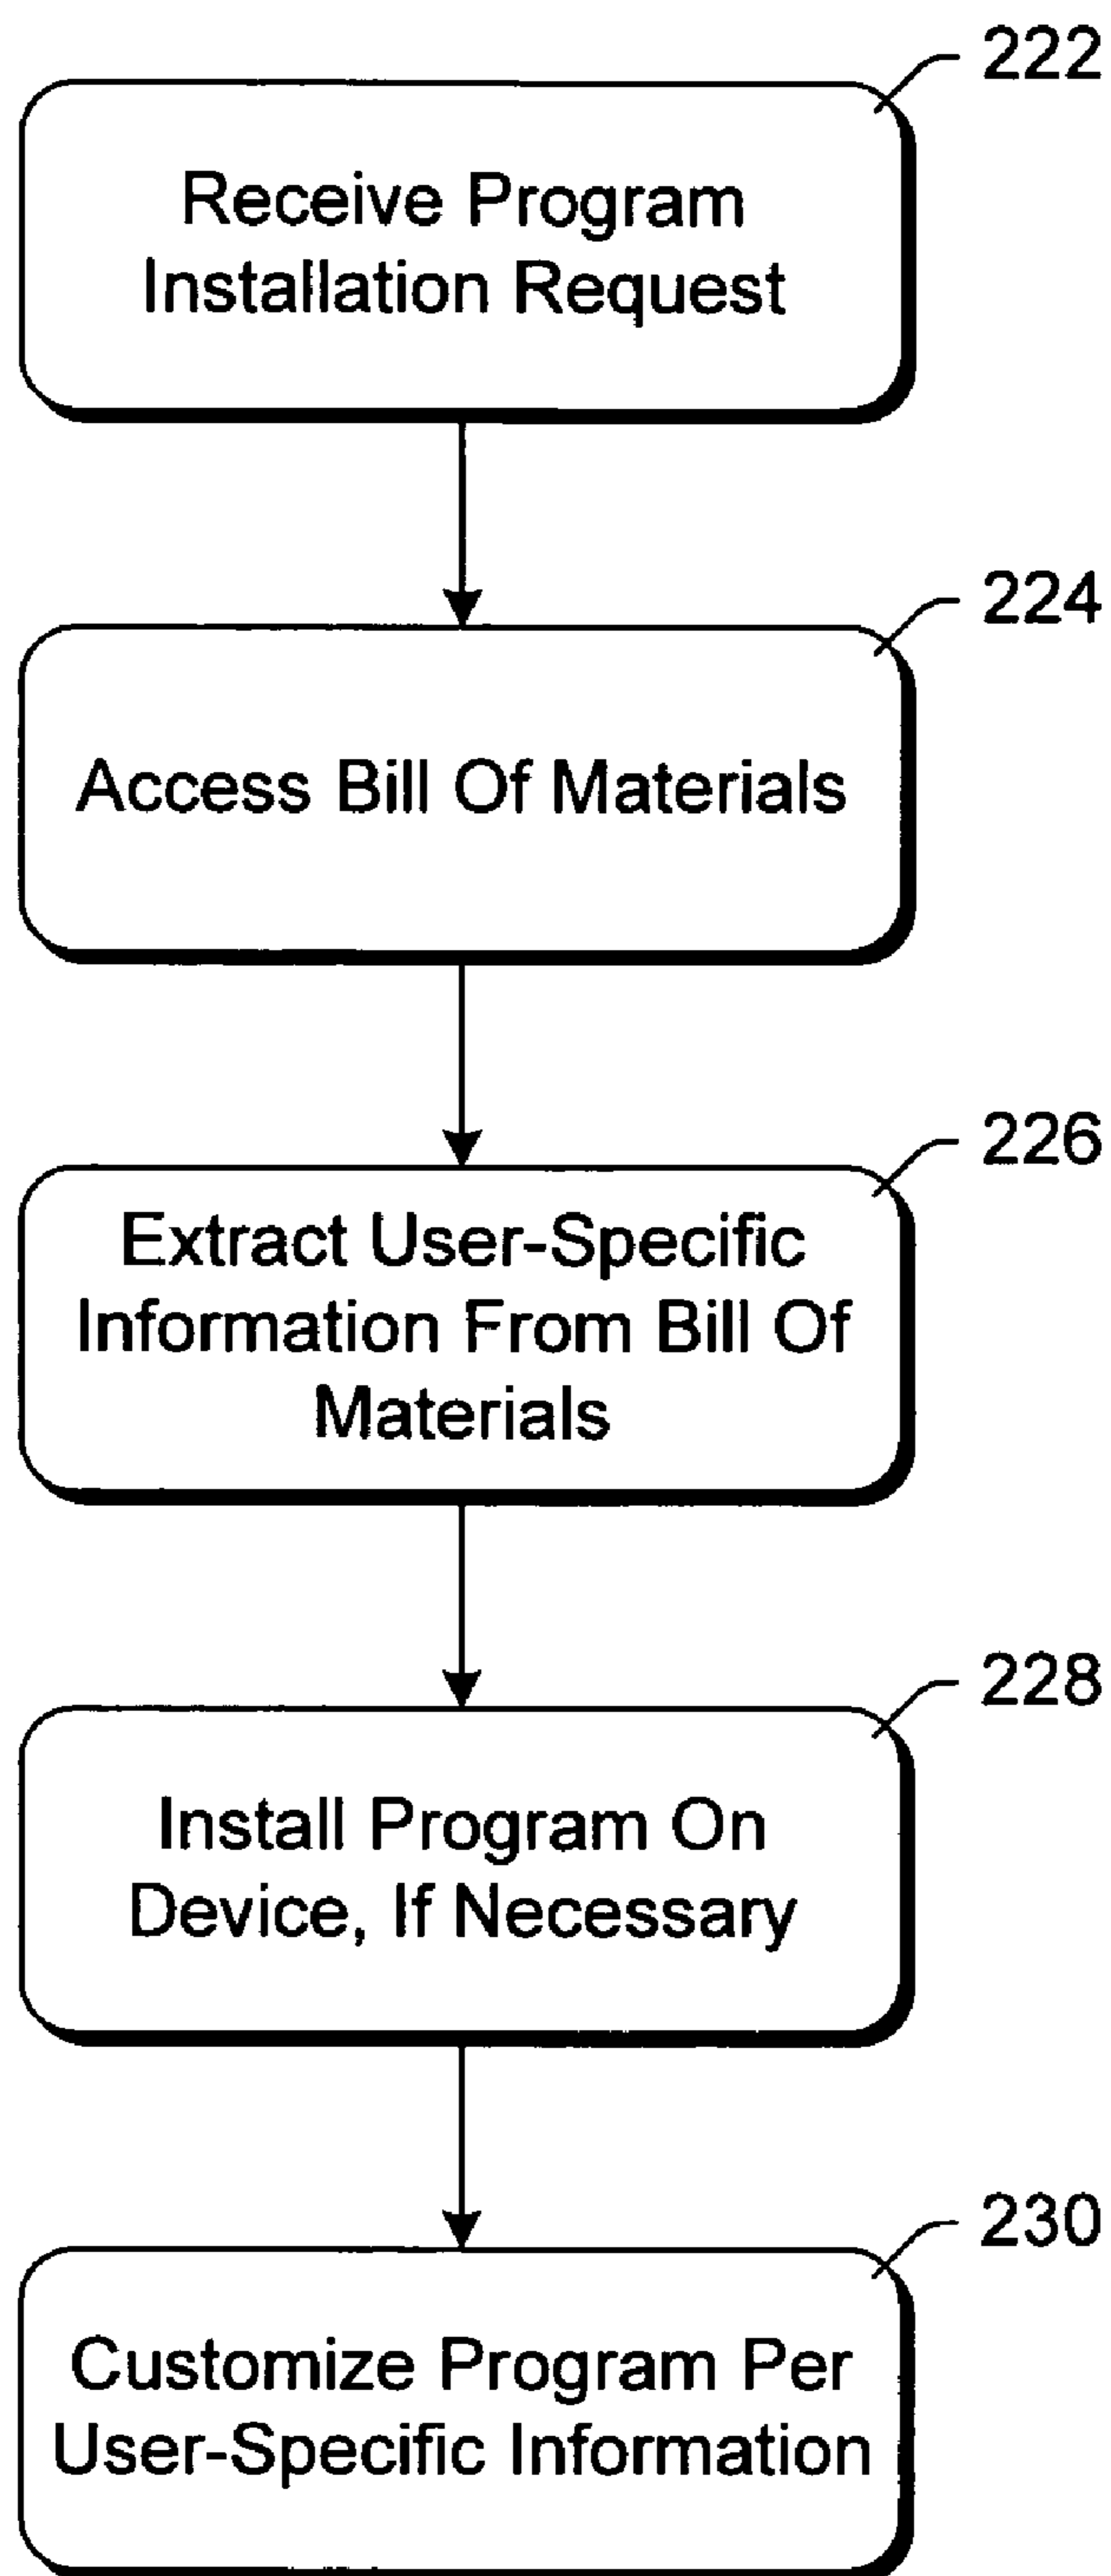 222
Receive Program
Installation Request
224
Access Bill Of Materials
226
Extract User-Specific
Information From Bill Of
Materials
228
Install Program On
Device, If Necessary
230
Customize Program Per
User-Specific Information